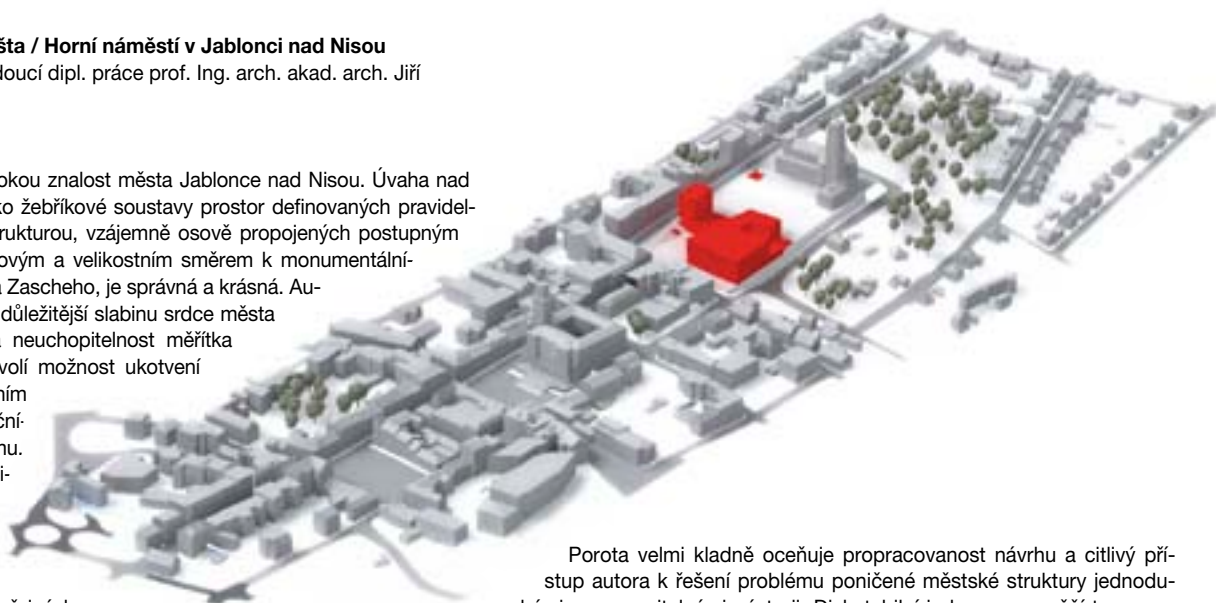 šta / Horní náměstí v Jablonci nad Nisou
doucí dipl. práce prof. Ing. arch. akad. arch. Jiří
okou znalost města Jablonce nad Nisou. Úvaha nad
ko žebříkové soustavy prostor definovaných pravidel-
rukturou, vzájemně osově propojených postupným
ovým a velikostním směrem k monumentální-
a Zascheho, je správná a krásná. Au-
důležitější slabinu srdce města
neuchopitelnost měřítka
volí možnost ukotvení
ním
ční-
mu.
i-
Porota velmi kladně oceňuje propracovanost návrhu a citlivý pří-
stup autora k řešení problému poničené městské struktury jednodu-